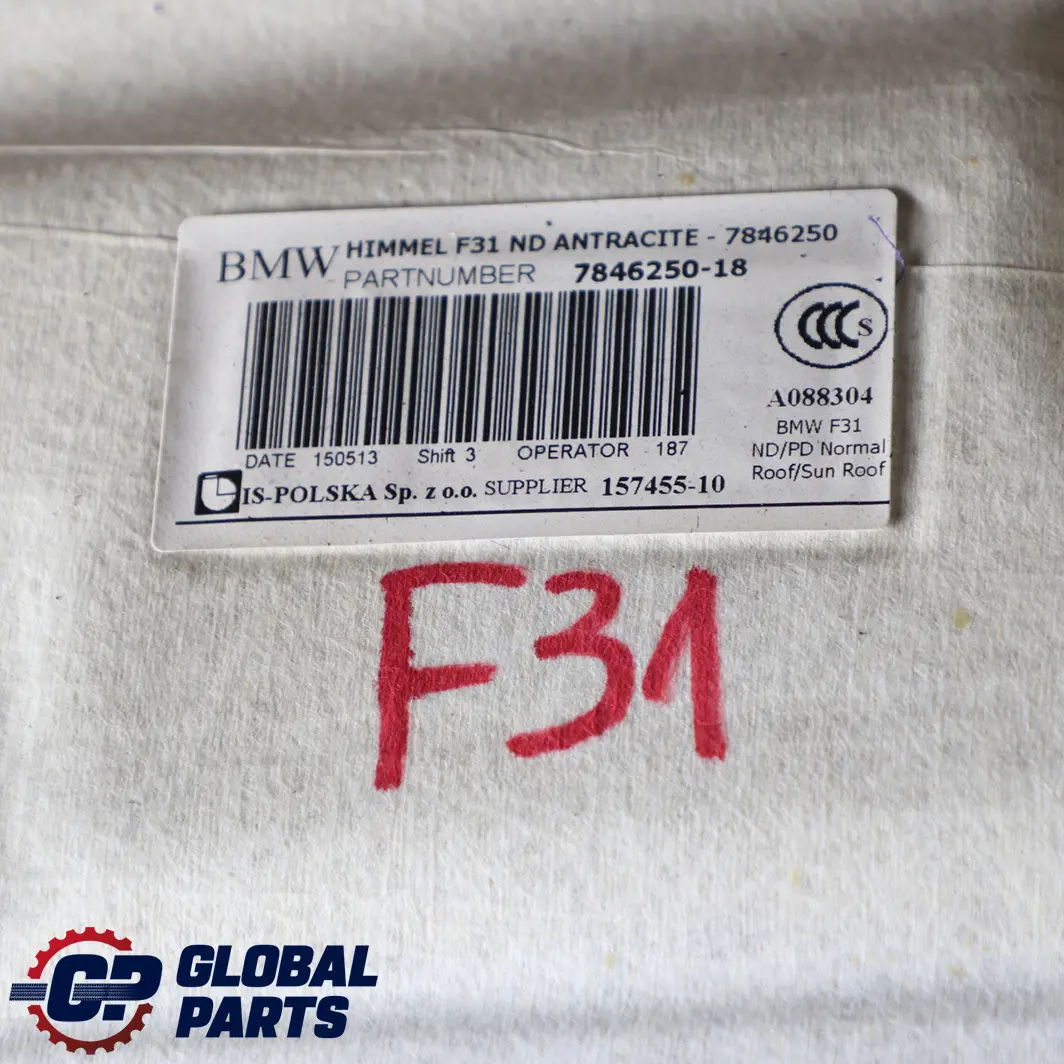 BMW HIMMEL F31 ND ANTRACITE - 7846250
PARTNUMBER 7846250-18
CCC S
A088304
BMW F31
ND/PD Normal
Roof/Sun Roof
DATE 150513 Shift 3 OPERATOR 187
IS-POLSKA Sp. z o.o. SUPPLIER 157455-10
F31
GP GLOBAL
PARTS